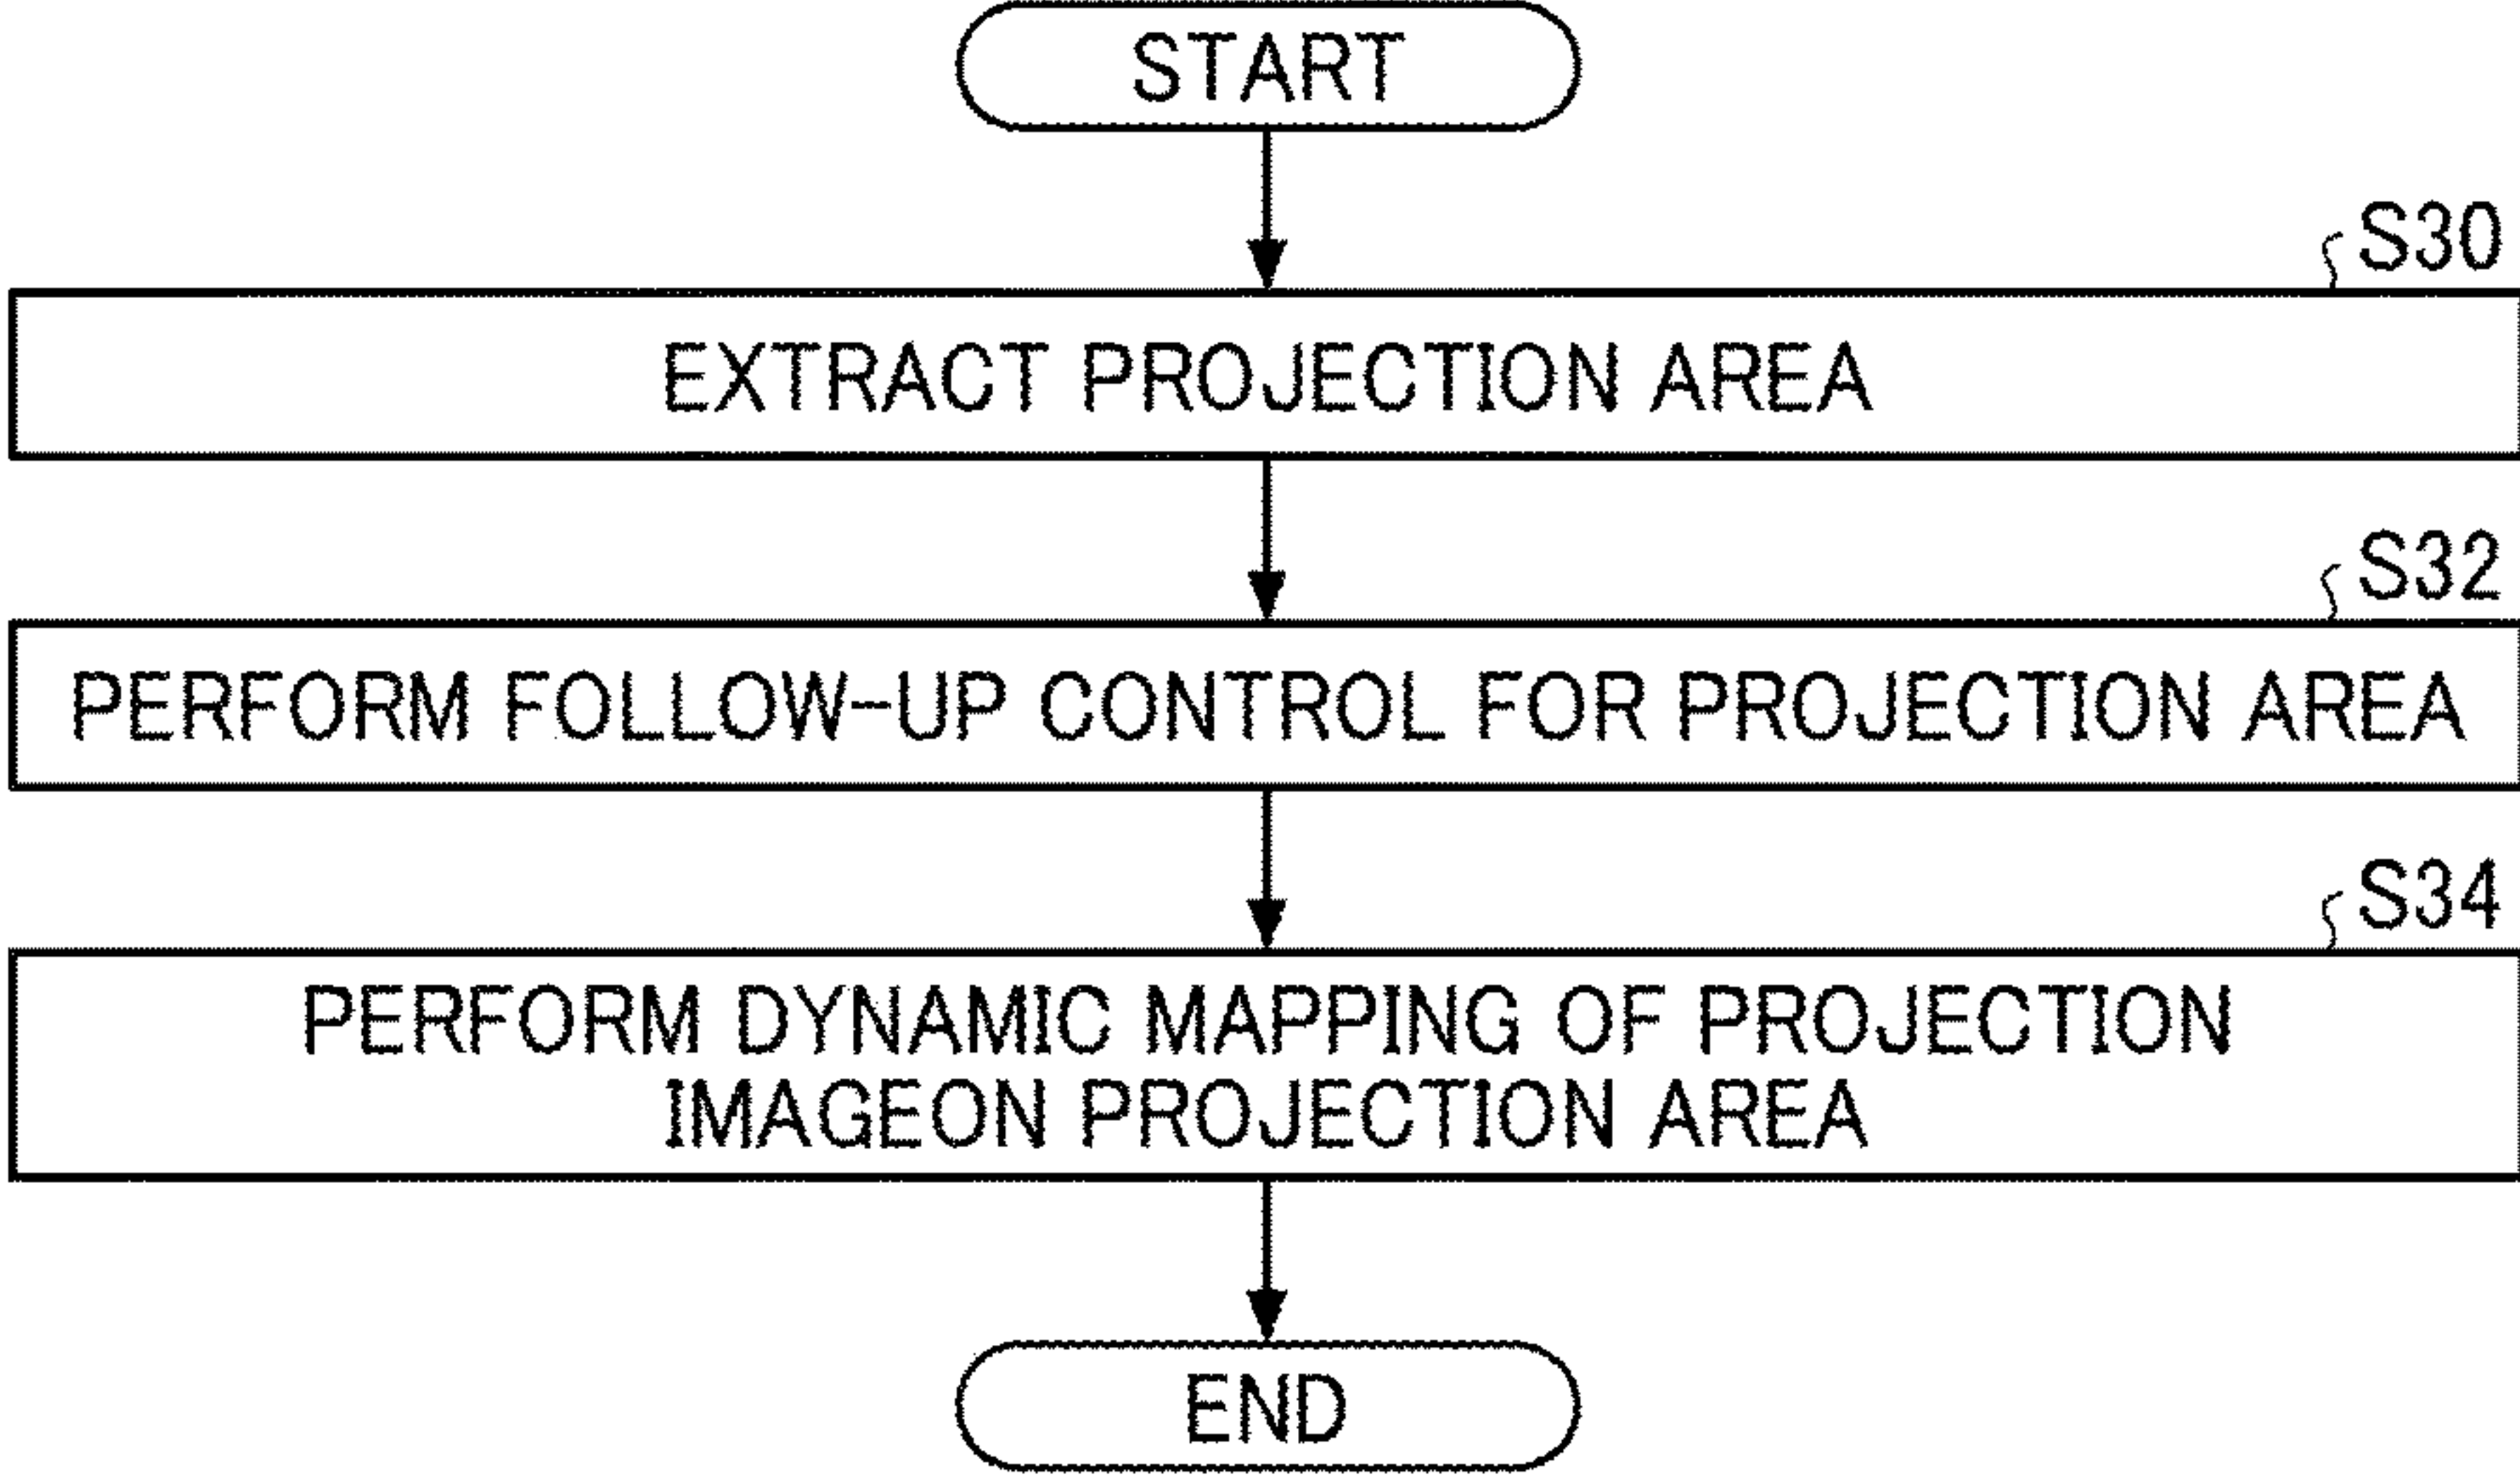 START
S30
EXTRACT PROJECTION AREA
S32
PERFORM FOLLOW-UP CONTROL FOR PROJECTION AREA
S34
PERFORM DYNAMIC MAPPING OF PROJECTION
IMAGEON PROJECTION AREA
END